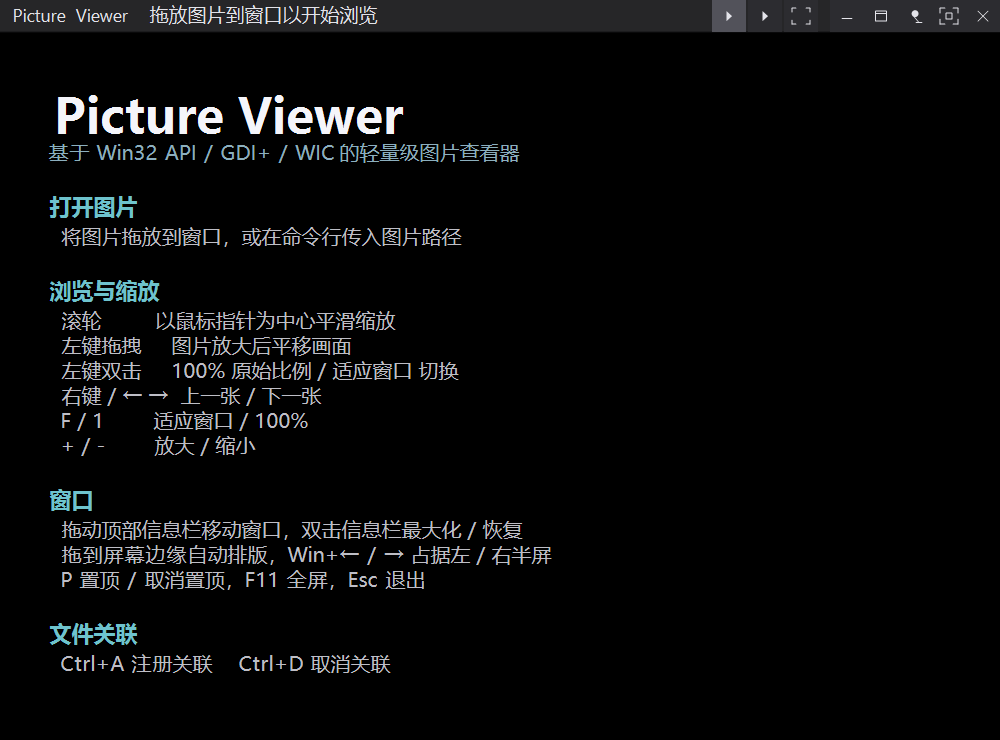 Picture Viewer 拖放图片到窗口以开始浏览
Picture Viewer
基于 Win32 API / GDI+ / WIC 的轻量级图片查看器
打开图片
将图片拖放到窗口，或在命令行传入图片路径
浏览与缩放
滚轮 以鼠标指针为中心平滑缩放
左键拖拽 图片放大后平移画面
左键双击 100% 原始比例 / 适应窗口 切换
右键 / ← → 上一张 / 下一张
F / 1 适应窗口 / 100%
+ / - 放大 / 缩小
窗口
拖动顶部信息栏移动窗口，双击信息栏最大化 / 恢复
拖到屏幕边缘自动排版，Win+← / → 占据左 / 右半屏
P 置顶 / 取消置顶，F11 全屏，Esc 退出
文件关联
Ctrl+A 注册关联 Ctrl+D 取消关联